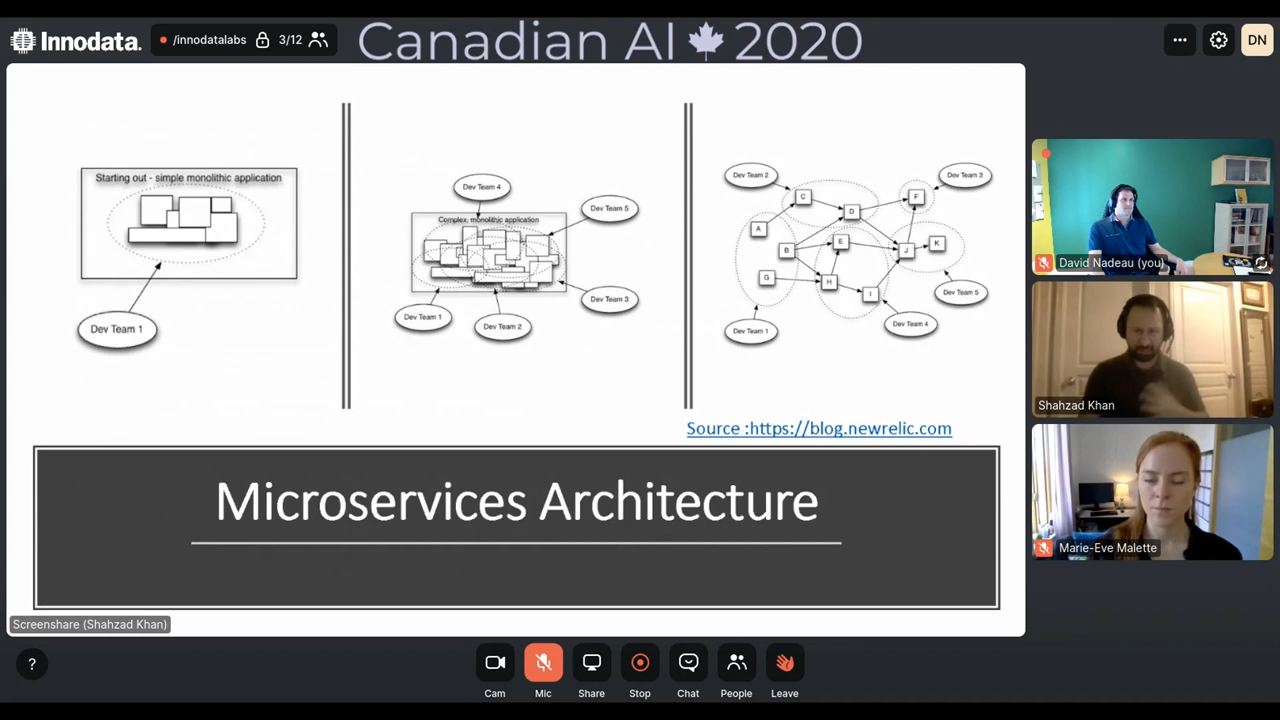 Innodata.
/innodatalabs
3/12
Canadian AI 2020
DN
Starting out - simple monolithic application
Dev Team 1
Dev Team 4
Dev Team 5
Complex, monolithic application
Dev Team 1
Dev Team 2
Dev Team 3
Dev Team 2
Dev Team 3
C
F
D
A
E
K
B
J
G
H
I
Dev Team 5
Dev Team 1
Dev Team 4
Source :https://blog.newrelic.com
Microservices Architecture
Screenshare (Shahzad Khan)
David Nadeau (you)
Shahzad Khan
Marie-Eve Malette
?
Cam
Mic
Share
Stop
Chat
People
Leave